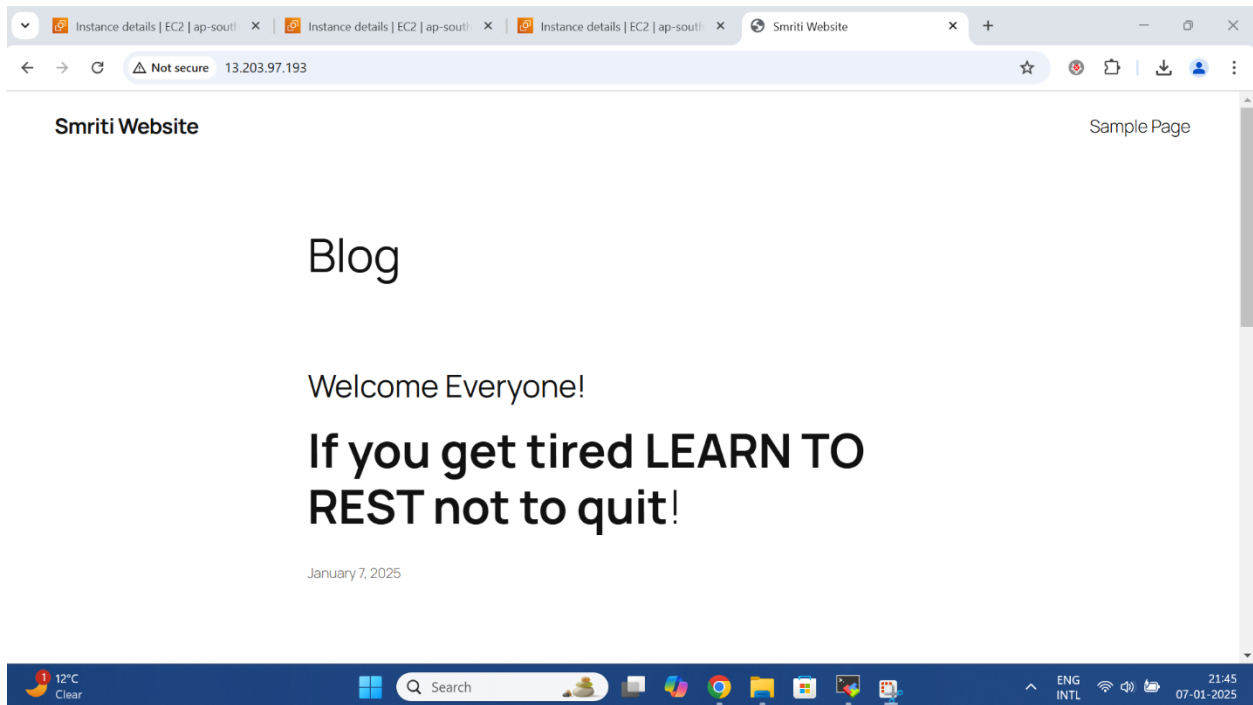 Instance details | EC2 | ap-south
Instance details | EC2 | ap-south
Instance details | EC2 | ap-south
Smriti Website
Not secure 13.203.97.193
Smriti Website
Sample Page
Blog
Welcome Everyone!
If you get tired LEARN TO
REST not to quit!
January 7, 2025
1
12°C
Clear
Search
ENG
INTL
21:45
07-01-2025